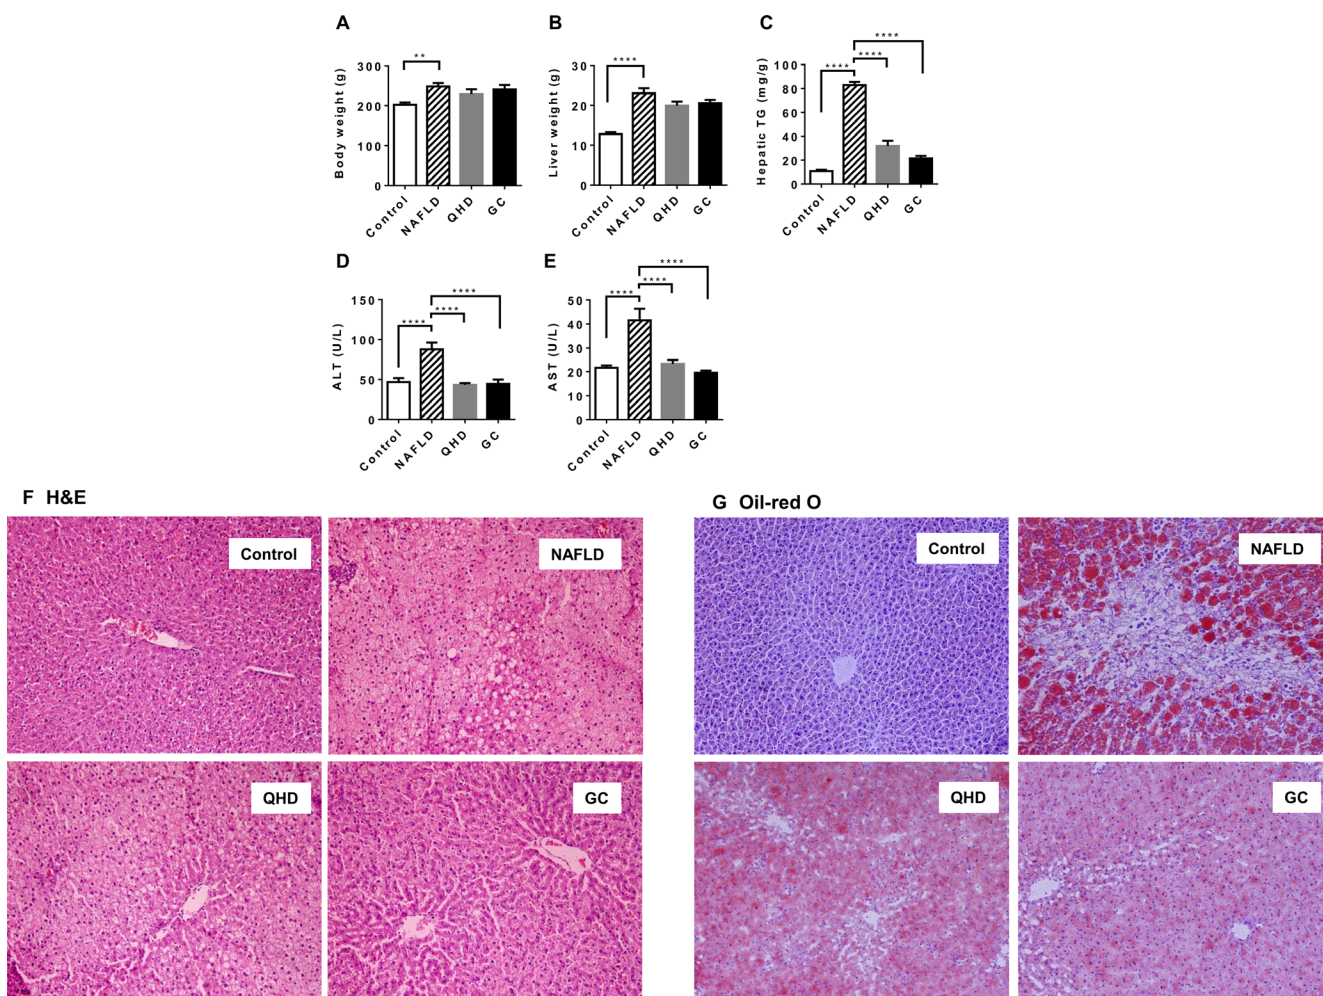 A
Body weight (g)
300
200
100
0
**
Control
NAFLD
QHD
GC
B
Liver weight (g)
30
20
10
0
****
Control
NAFLD
QHD
GC
C
Hepatic TG (mg/g)
100
80
60
40
20
0
****
****
****
Control
NAFLD
QHD
GC
D
ALT (U/L)
150
100
50
0
****
****
****
Control
NAFLD
QHD
GC
E
AST (U/L)
50
40
30
20
10
0
****
****
****
Control
NAFLD
QHD
GC
F H&E
Control
NAFLD
QHD
GC
G Oil-red O
Control
NAFLD
QHD
GC